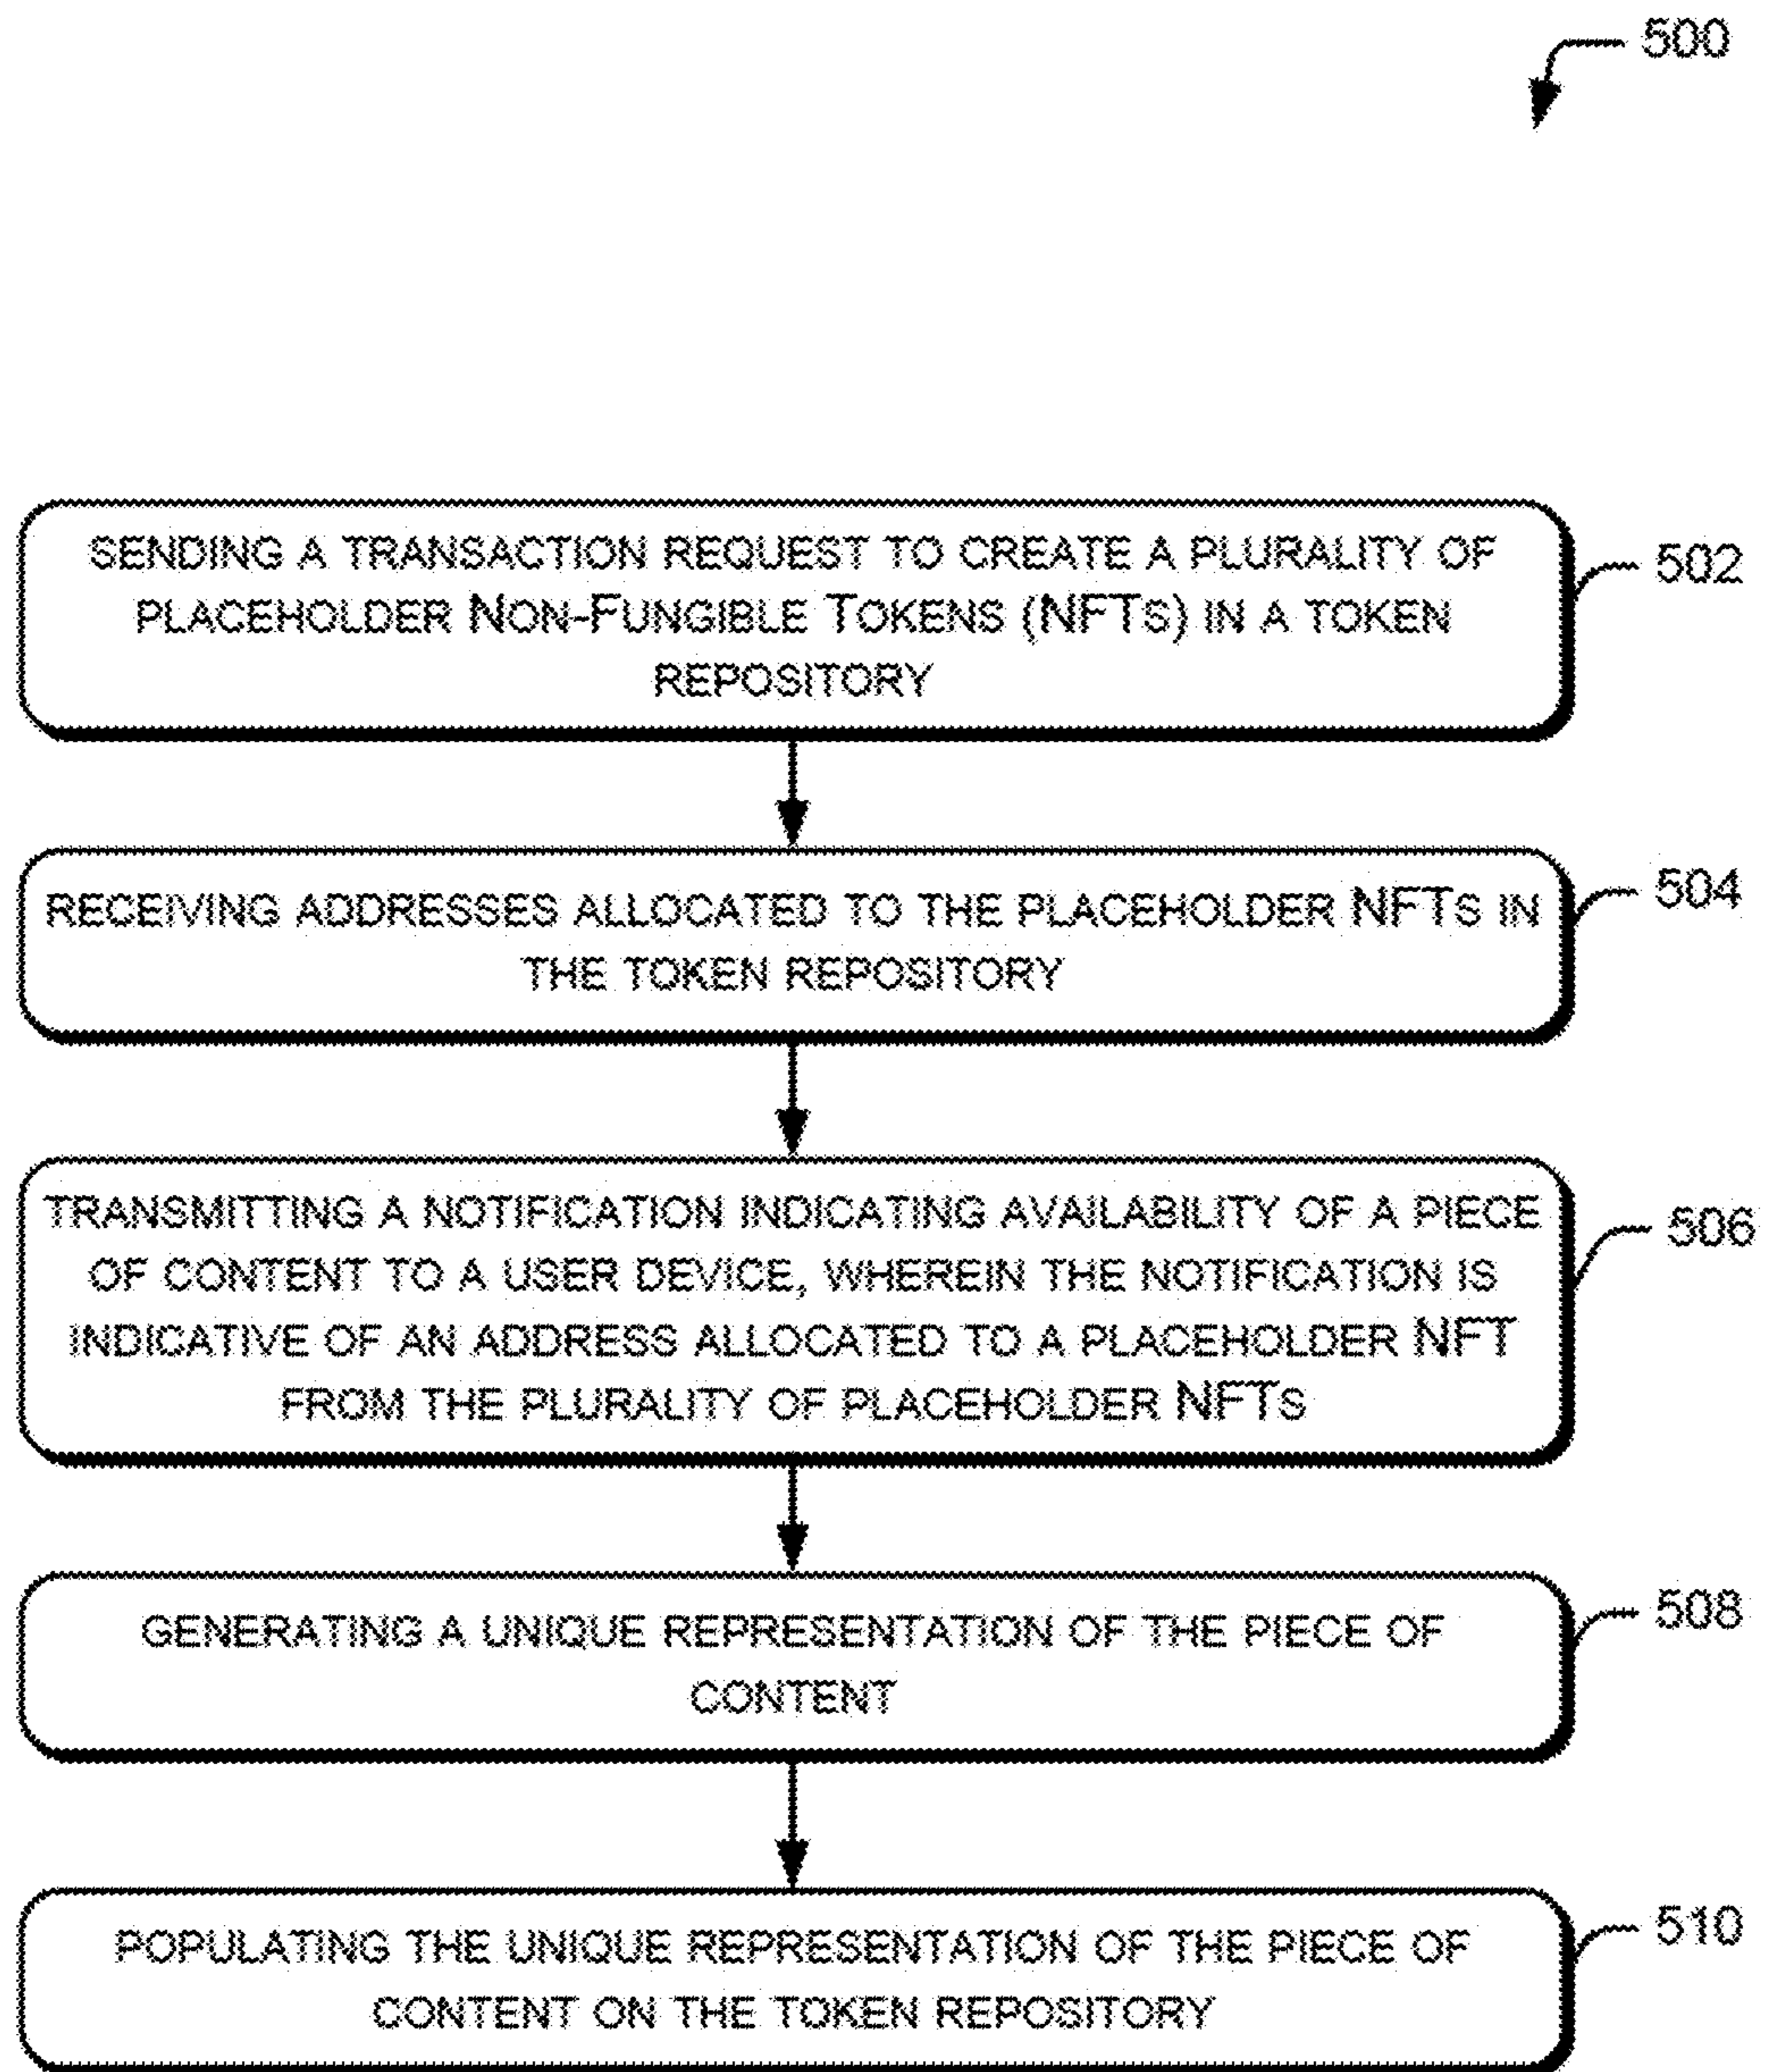 500
SENDING A TRANSACTION REQUEST TO CREATE A PLURALITY OF
PLACEHOLDER NON-FUNGIBLE TOKENS (NFTS) IN A TOKEN
REPOSITORY
502
RECEIVING ADDRESSES ALLOCATED TO THE PLACEHOLDER NFTS IN
THE TOKEN REPOSITORY
504
TRANSMITTING A NOTIFICATION INDICATING AVAILABILITY OF A PIECE
OF CONTENT TO A USER DEVICE, WHEREIN THE NOTIFICATION IS
INDICATIVE OF AN ADDRESS ALLOCATED TO A PLACEHOLDER NFT
FROM THE PLURALITY OF PLACEHOLDER NFTS
506
GENERATING A UNIQUE REPRESENTATION OF THE PIECE OF
CONTENT
508
POPULATING THE UNIQUE REPRESENTATION OF THE PIECE OF
CONTENT ON THE TOKEN REPOSITORY
510